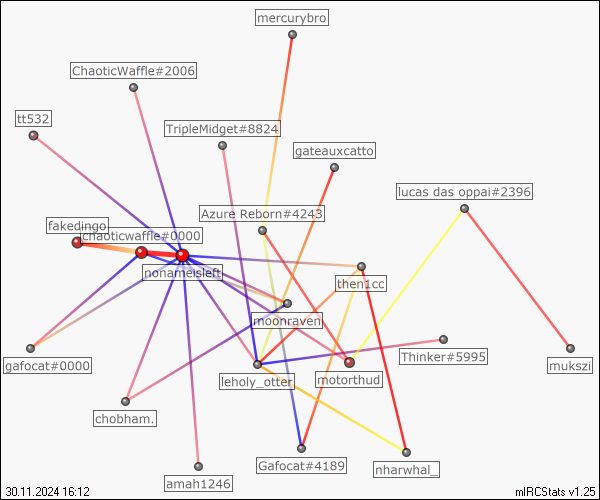 mercurybro
ChaoticWaffle#2006
tt532
TripleMidget#8824
gateauxcatto
lucas das oppai#2396
Azure Reborn#4243
fakedingo
chaoticwaffle#0000
nonameisleft
then1cc
mooncraven
gafocat#0000
leholy_otter
motorthud
Thinker#5995
mukszi
chobham.
Gafocat#4189
nharwhal_
amah1246
30.11.2024 16:12
mIRCStats v1.25